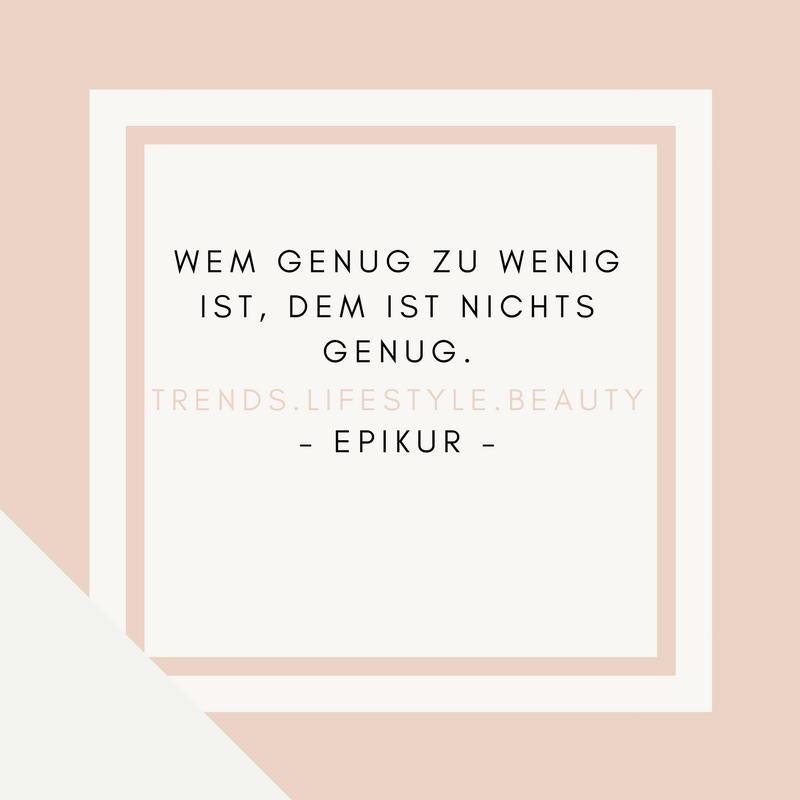 WEM GENUG ZU WENIG
IST, DEM IST NICHTS
GENUG.
TRENDS.LIFESTYLE.BEAUTY
– EPIKUR –